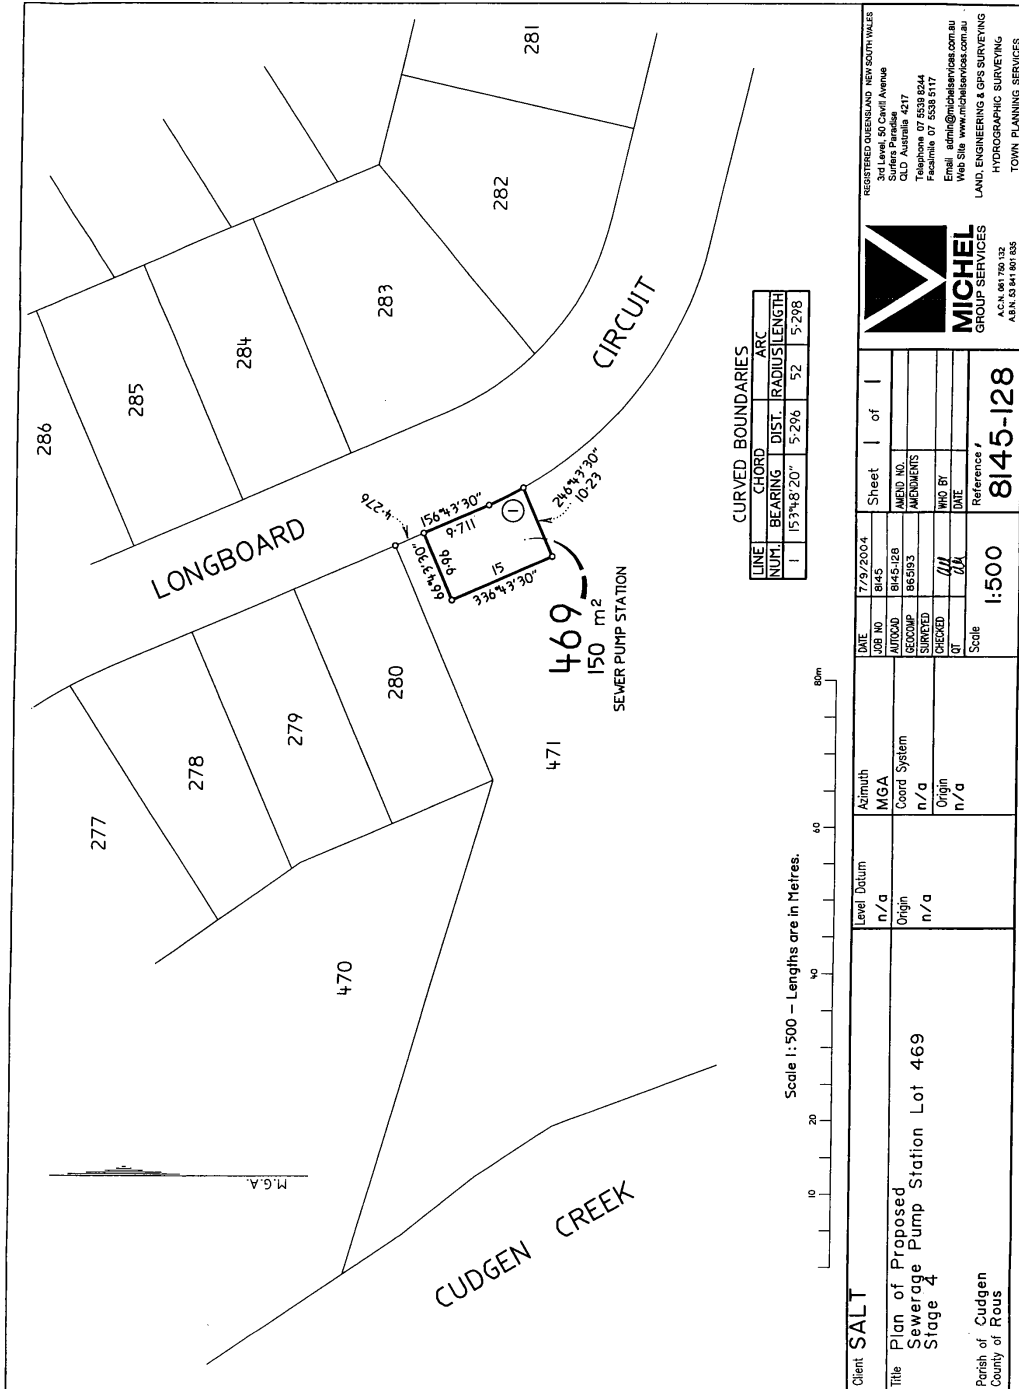 281
282
283
284
285
286
LONGBOARD
CIRCUIT
277
278
279
280
470
471
4·276
66°43'30"
9·96
156°43'30"
9·711
1
246°43'30"
10·23
15
336°43'30"
469
150 m²
SEWER PUMP STATION
CUDGEN CREEK
M.G.A.
CURVED BOUNDARIES
LINE CHORD ARC
NUM. BEARING DIST. RADIUS LENGTH
1 153°48'20" 5·296 52 5·298
Scale 1:500 – Lengths are in Metres.
10 20 40 60 80m
Client SALT
Title Plan of Proposed
Sewerage Pump Station Lot 469
Stage 4
Parish of Cudgen
County of Rous
Level Datum
n/a
Origin
n/a
Azimuth
MGA
Coord System
n/a
Origin
n/a
DATE 7/9/2004
JOB NO 8145
AUTOCAD 8145-128
GEOCOMP 865193
SURVEYED
CHECKED
QT
Scale 1:500
Sheet 1 of 1
AMEND NO.
AMENDMENTS
WHO BY
DATE
Reference #
8145-128
MICHEL
GROUP SERVICES
A.C.N. 061 750 132
A.B.N. 53 841 801 835
REGISTERED QUEENSLAND NEW SOUTH WALES
3rd Level, 50 Cavill Avenue
Surfers Paradise
QLD Australia 4217
Telephone 07 5539 8244
Facsimile 07 5538 5117
Email admin@michelservices.com.au
Web Site www.michelservices.com.au
LAND, ENGINEERING & GPS SURVEYING
HYDROGRAPHIC SURVEYING
TOWN PLANNING SERVICES